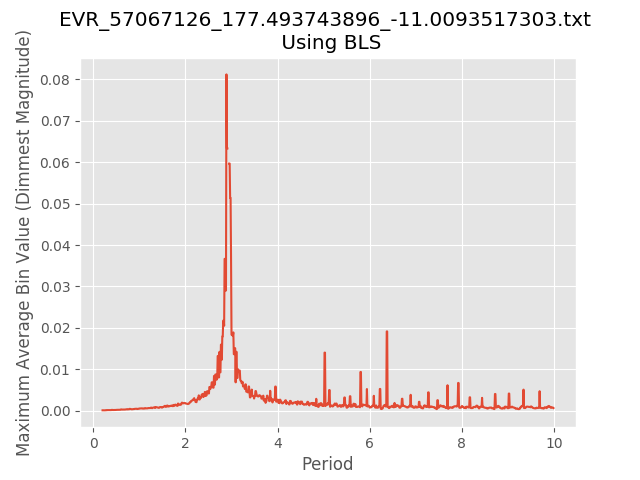 EVR_57067126_177.493743896_-11.0093517303.txt
Using BLS
Maximum Average Bin Value (Dimmest Magnitude)
0.08
0.07
0.06
0.05
0.04
0.03
0.02
0.01
0.00
0 2 4 6 8 10
Period